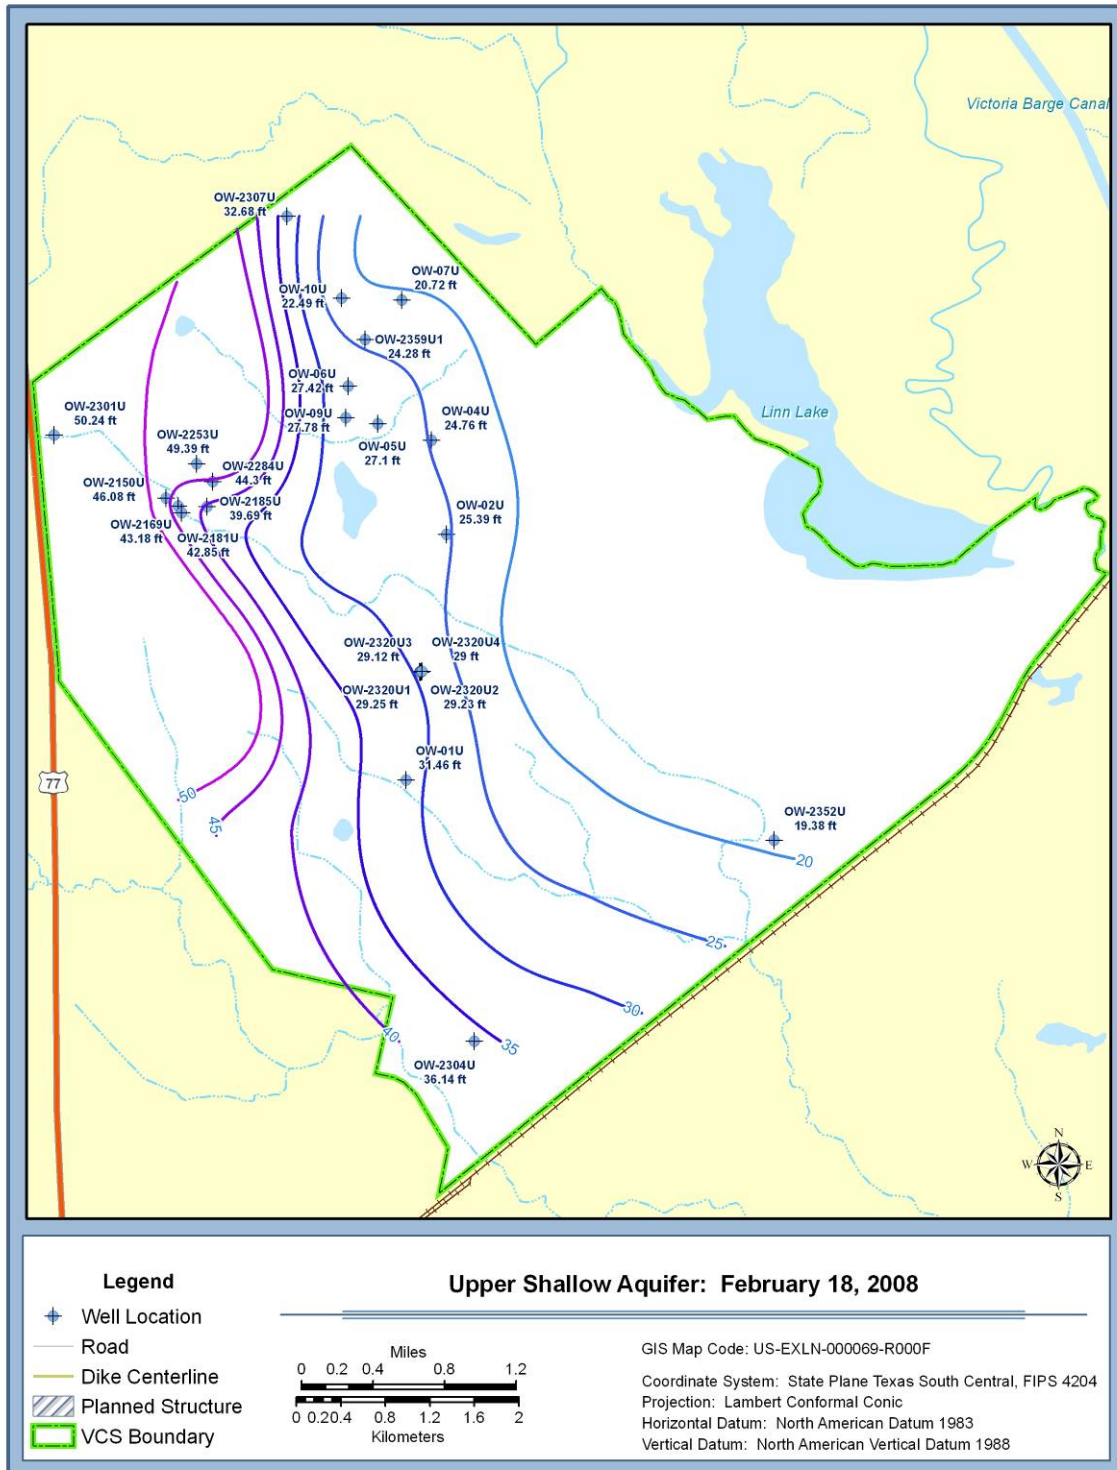 Victoria Barge Canal
OW-2307U
32.68 ft
OW-07U
20.72 ft
OW-10U
22.49 ft
OW-2359U1
24.28 ft
OW-06U
27.42 ft
OW-2301U
50.24 ft
OW-09U
27.78 ft
OW-04U
24.76 ft
Linn Lake
OW-2253U
49.39 ft
OW-05U
27.1 ft
OW-2284U
44.3 ft
OW-2150U
46.08 ft
OW-2185U
39.69 ft
OW-02U
25.39 ft
OW-2169U
43.18 ft
OW-2181U
42.85 ft
OW-2320U3
29.12 ft
OW-2320U4
29 ft
OW-2320U1
29.25 ft
OW-2320U2
29.23 ft
OW-01U
31.46 ft
77
50
45
OW-2352U
19.38 ft
20
25
30
40
35
OW-2304U
36.14 ft
N
W
E
S
Legend
Well Location
Road
Dike Centerline
Planned Structure
VCS Boundary
Upper Shallow Aquifer: February 18, 2008
Miles
0 0.2 0.4 0.8 1.2
0 0.20.4 0.8 1.2 1.6 2
Kilometers
GIS Map Code: US-EXLN-000069-R000F
Coordinate System: State Plane Texas South Central, FIPS 4204
Projection: Lambert Conformal Conic
Horizontal Datum: North American Datum 1983
Vertical Datum: North American Vertical Datum 1988